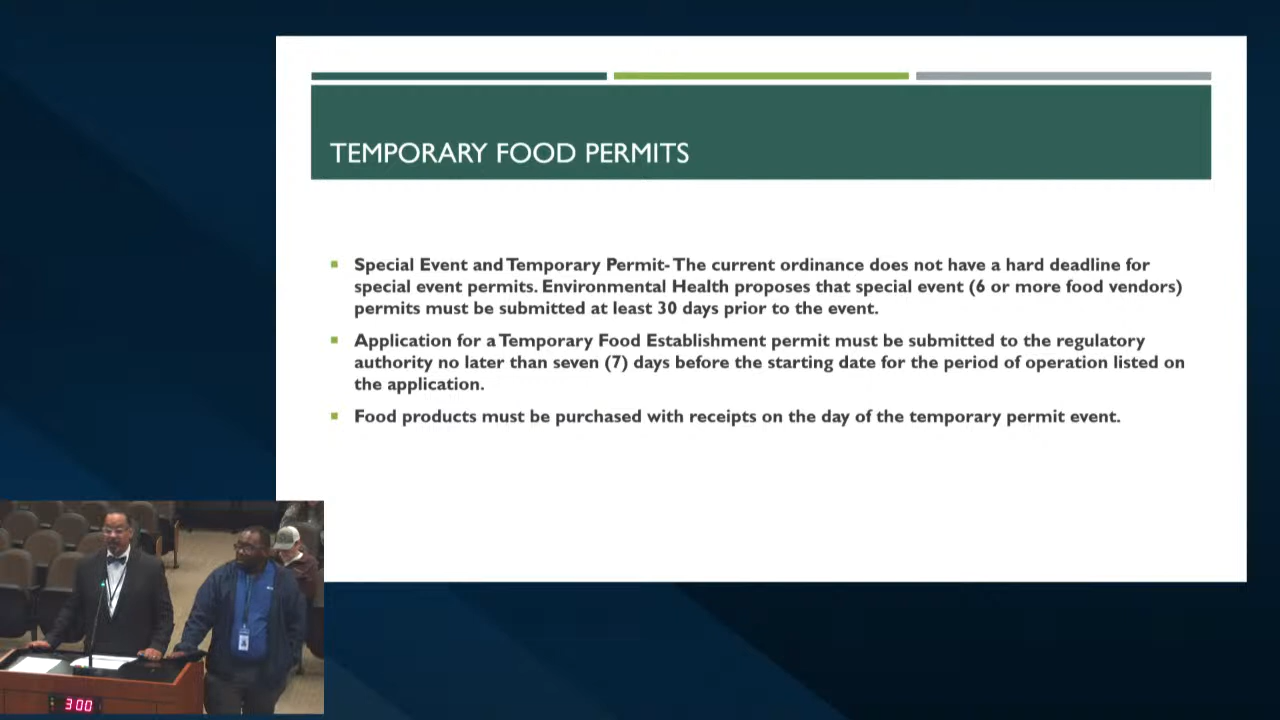 TEMPORARY FOOD PERMITS
Special Event and Temporary Permit- The current ordinance does not have a hard deadline for
special event permits. Environmental Health proposes that special event (6 or more food vendors)
permits must be submitted at least 30 days prior to the event.
Application for a Temporary Food Establishment permit must be submitted to the regulatory
authority no later than seven (7) days before the starting date for the period of operation listed on
the application.
Food products must be purchased with receipts on the day of the temporary permit event.
300